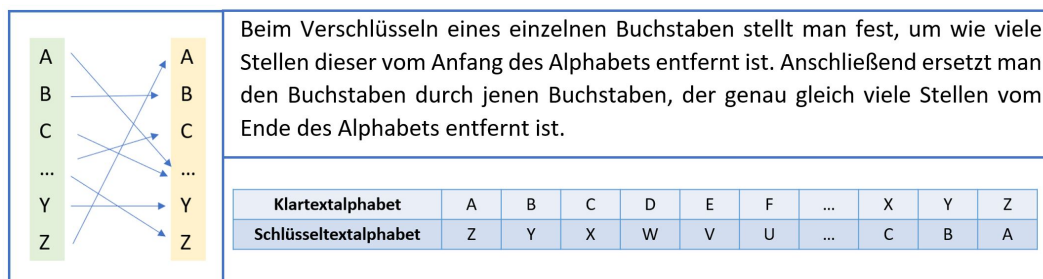 A A
B B
C C
... ...
Y Y
Z Z
Beim Verschlüsseln eines einzelnen Buchstaben stellt man fest, um wie viele
Stellen dieser vom Anfang des Alphabets entfernt ist. Anschließend ersetzt man
den Buchstaben durch jenen Buchstaben, der genau gleich viele Stellen vom
Ende des Alphabets entfernt ist.
Klartextalphabet A B C D E F ... X Y Z
Schlüsseltextalphabet Z Y X W V U ... C B A